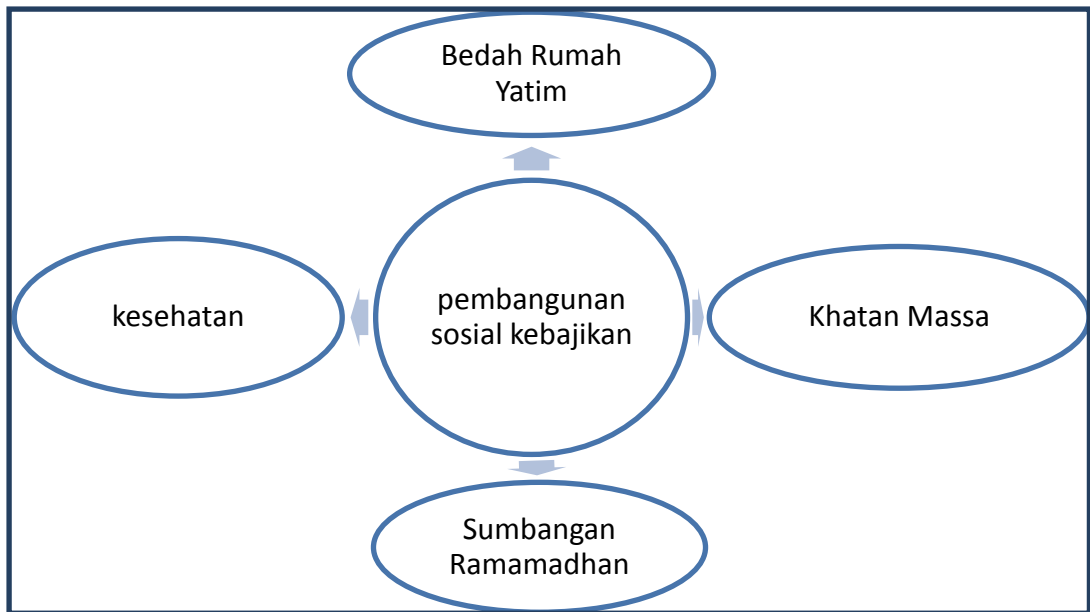 Bedah Rumah
Yatim
kesehatan
pembangunan
sosial kebajikan
Khatan Massa
Sumbangan
Ramamadhan